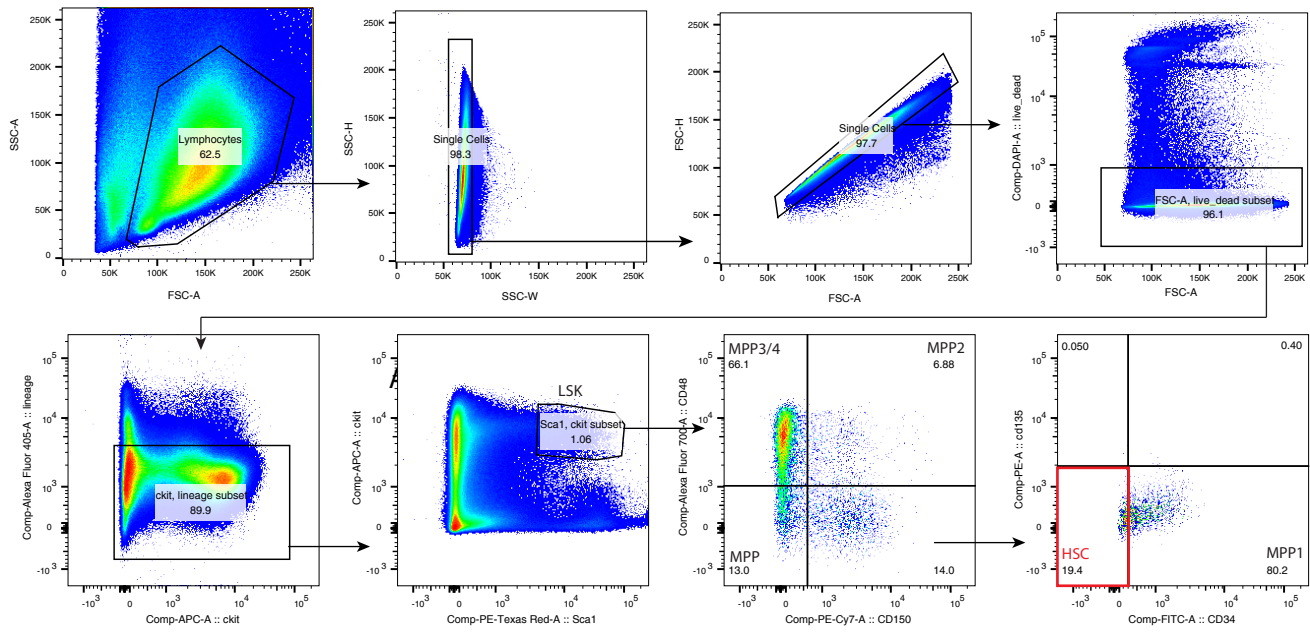 250K
200K
150K
100K
50K
0
SSC-A
Lymphocytes
62.5
0
50K
100K
150K
200K
250K
FSC-A
250K
200K
150K
100K
50K
0
SSC-H
Single Cells
98.3
0
50K
100K
150K
200K
250K
SSC-W
250K
200K
150K
100K
50K
0
FSC-H
Single Cells
97.7
0
50K
100K
150K
200K
250K
FSC-A
10^5
10^4
10^3
0
-10^3
Comp-DAPI-A :: live_dead
FSC-A, live_dead subset
96.1
0
50K
100K
150K
200K
250K
FSC-A
10^5
10^4
10^3
0
-10^3
Comp-Alexa Fluor 405-A :: lineage
ckit, lineage subset
89.9
-10^3
0
10^3
10^4
10^5
Comp-APC-A :: ckit
10^5
10^4
10^3
0
-10^3
Comp-APC-A :: ckit
LSK
Sca1, ckit subset
1.06
-10^3
0
10^3
10^4
10^5
Comp-PE-Texas Red-A :: Sca1
10^5
10^4
10^3
0
-10^3
Comp-Alexa Fluor 700-A :: CD48
MPP3/4
66.1
MPP2
6.88
MPP
13.0
14.0
-10^3
0
10^3
10^4
10^5
Comp-PE-Cy7-A :: CD150
10^5
10^4
10^3
0
-10^3
Comp-PE-A :: cd135
0.050
0.40
HSC
19.4
MPP1
80.2
-10^3
0
10^3
10^4
10^5
Comp-FITC-A :: CD34